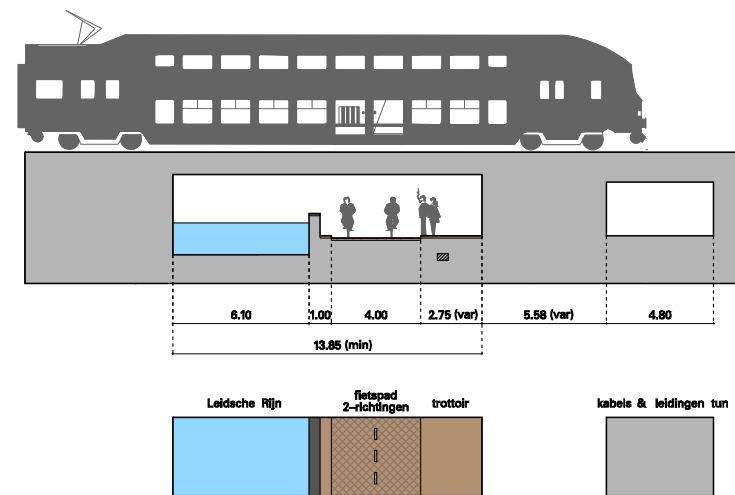 6.10
1.00
4.00
2.75 (var)
5.58 (var)
4.80
13.85 (min)
Leidsche Rijn
fietspad
2-richtingen
trottoir
kabels & leidingen tun